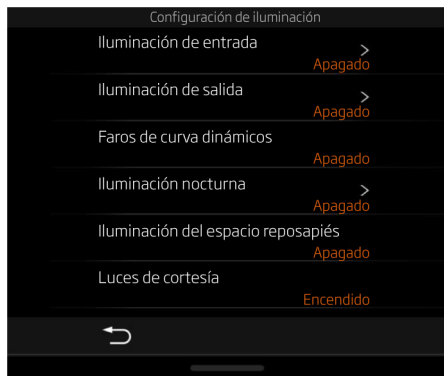 Configuración de iluminación
Iluminación de entrada
Apagado
Iluminación de salida
Apagado
Faros de curva dinámicos
Apagado
Iluminación nocturna
Apagado
Iluminación del espacio reposapiés
Apagado
Luces de cortesía
Encendido